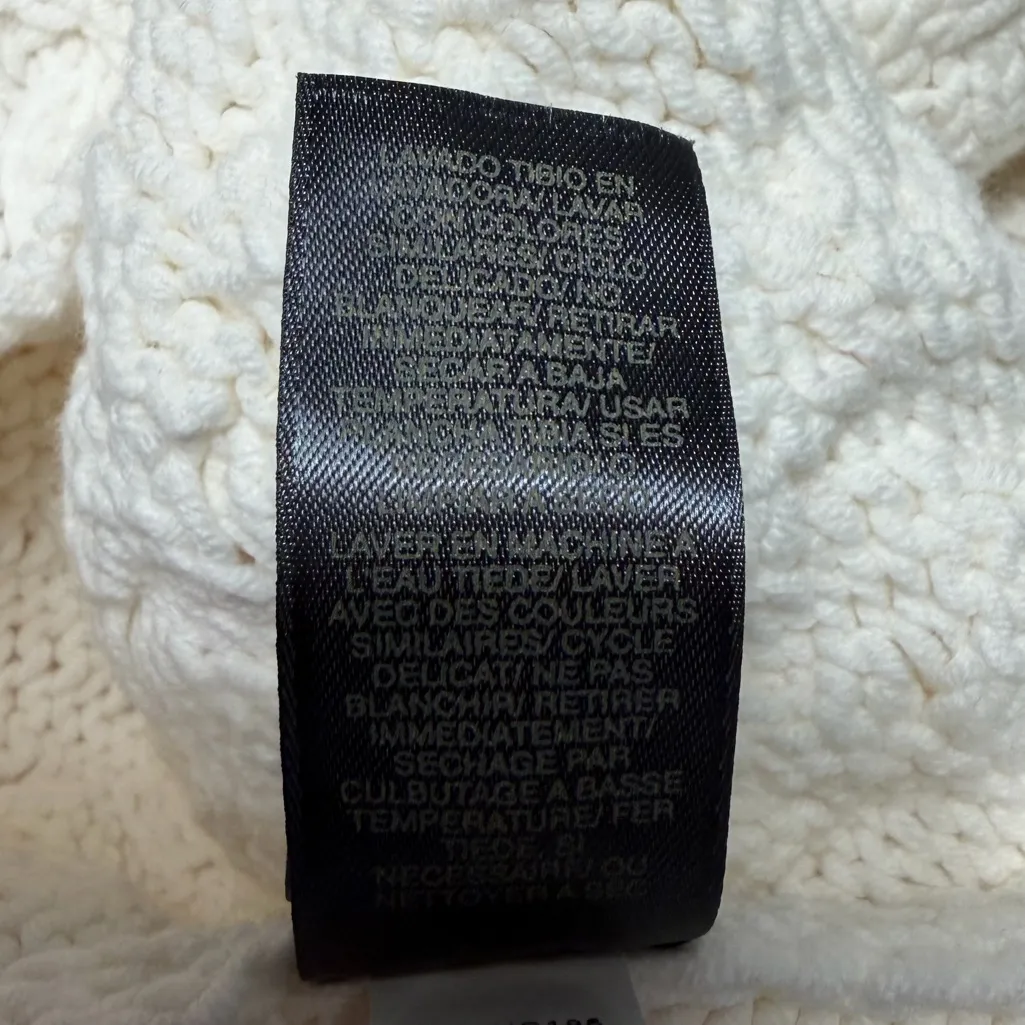 LAVADO TIBIO EN
LAVADORA/ LAVAR
CON COLORES
SIMILARES/ CICLO
DELICADO/ NO
BLANQUEAR/ RETIRAR
IMMEDIATAMENTE/
SECAR A BAJA
TEMPERATURA/ USAR
PLANCHA TIBIA SI ES
LAVER EN MACHINE A
L'EAU TIEDE/ LAVER
AVEC DES COULEURS
SIMILAIRES/ CYCLE
DELICAT/ NE PAS
BLANCHIR/ RETIRER
IMMEDIATEMENT/
SECHAGE PAR
CULBUTAGE A BASSE
TEMPERATURE/ FER
TIEDE, SI
NECESSAIRE/ OU
NETTOYER A SEC